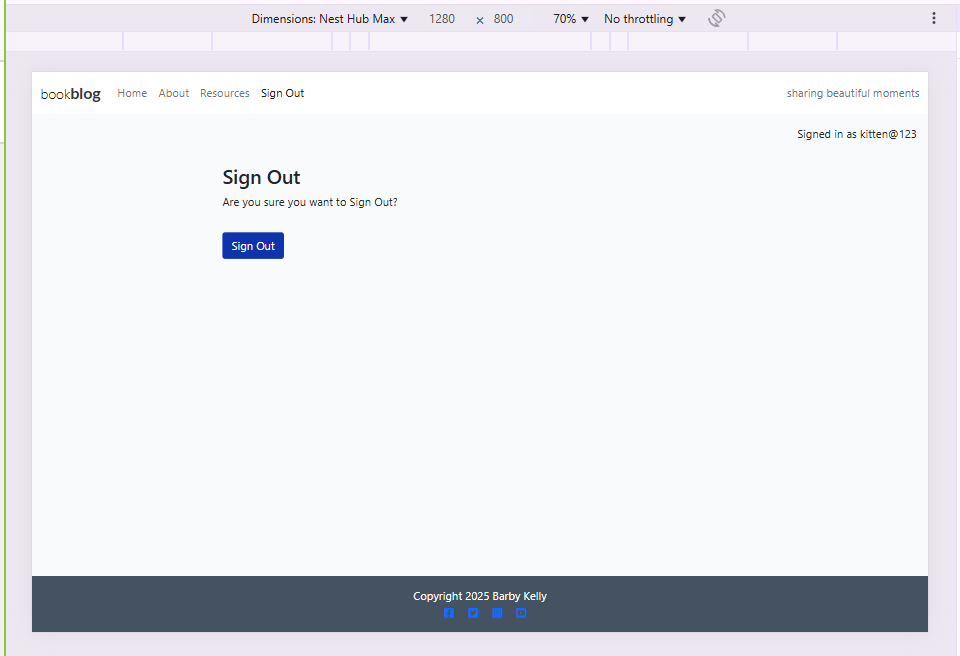 Dimensions: Nest Hub Max ▼ 1280 × 800 70% ▼ No throttling ▼
bookblog Home About Resources Sign Out sharing beautiful moments
Signed in as kitten@123
Sign Out
Are you sure you want to Sign Out?
Sign Out
Copyright 2025 Barby Kelly